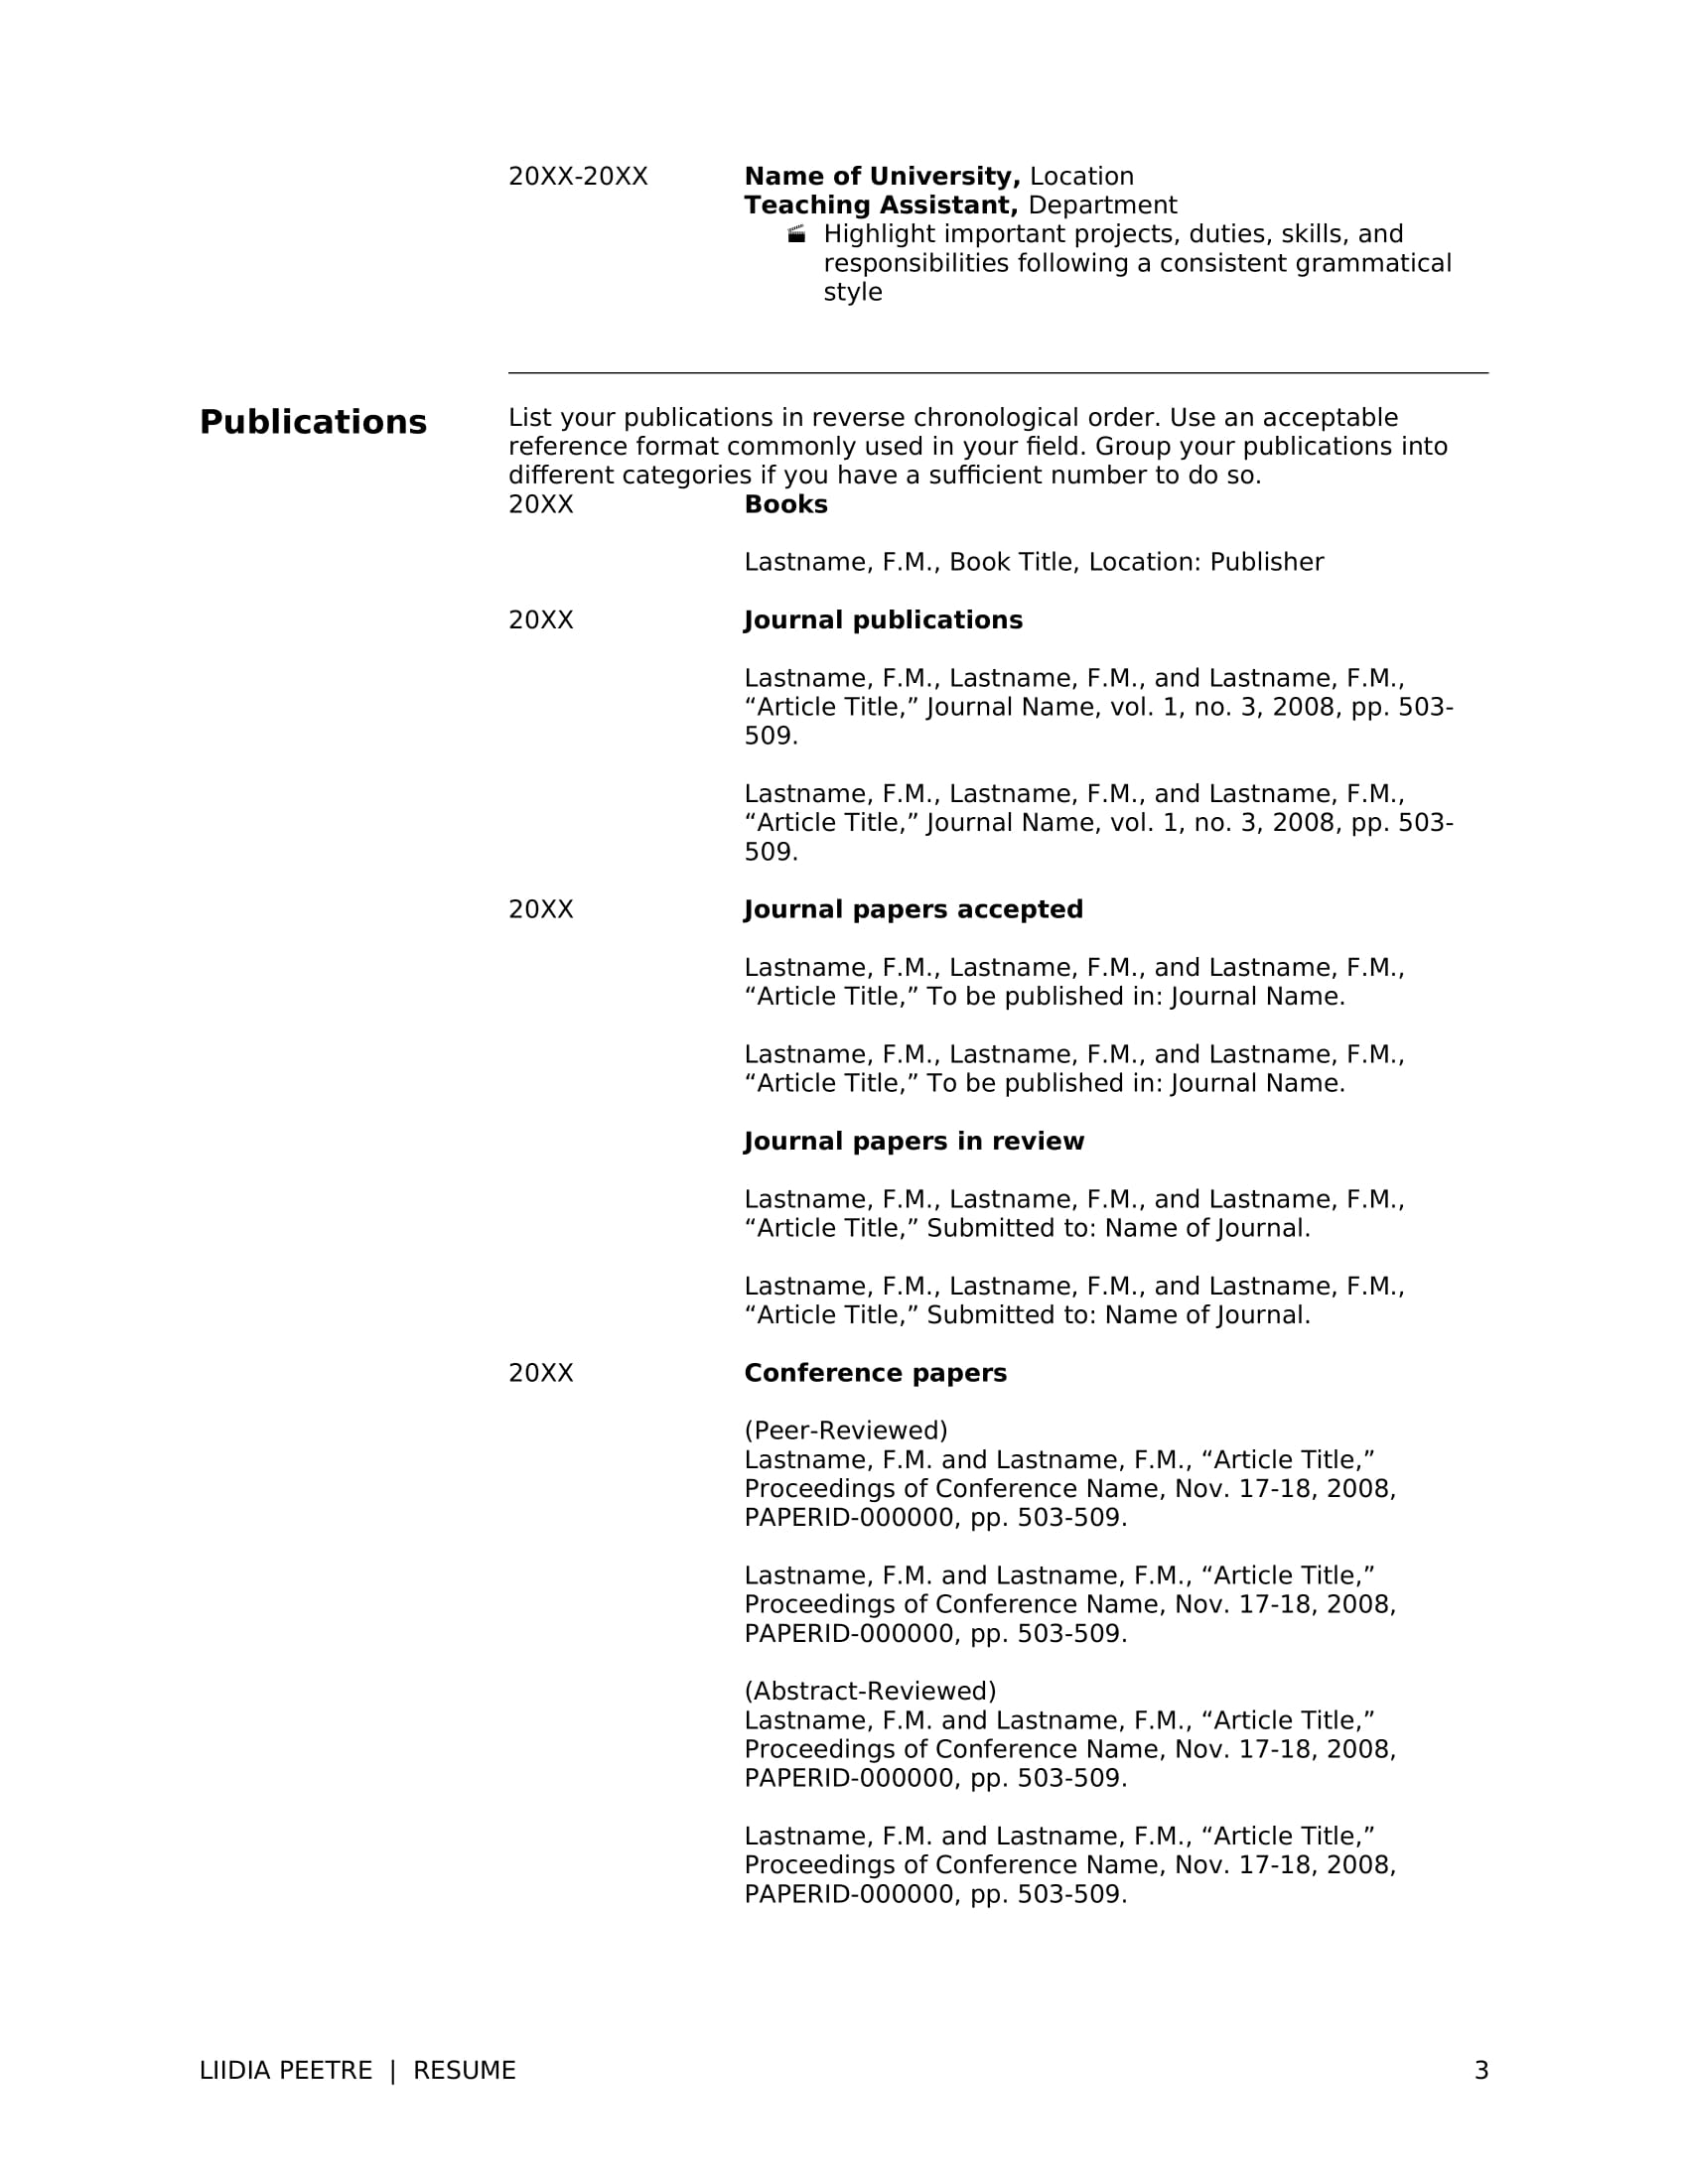 20XX-20XX Name of University, Location
Teaching Assistant, Department
Highlight important projects, duties, skills, and
responsibilities following a consistent grammatical
style
Publications
List your publications in reverse chronological order. Use an acceptable
reference format commonly used in your field. Group your publications into
different categories if you have a sufficient number to do so.
20XX Books
Lastname, F.M., Book Title, Location: Publisher
20XX Journal publications
Lastname, F.M., Lastname, F.M., and Lastname, F.M.,
“Article Title,” Journal Name, vol. 1, no. 3, 2008, pp. 503-
509.
Lastname, F.M., Lastname, F.M., and Lastname, F.M.,
“Article Title,” Journal Name, vol. 1, no. 3, 2008, pp. 503-
509.
20XX Journal papers accepted
Lastname, F.M., Lastname, F.M., and Lastname, F.M.,
“Article Title,” To be published in: Journal Name.
Lastname, F.M., Lastname, F.M., and Lastname, F.M.,
“Article Title,” To be published in: Journal Name.
Journal papers in review
Lastname, F.M., Lastname, F.M., and Lastname, F.M.,
“Article Title,” Submitted to: Name of Journal.
Lastname, F.M., Lastname, F.M., and Lastname, F.M.,
“Article Title,” Submitted to: Name of Journal.
20XX Conference papers
(Peer-Reviewed)
Lastname, F.M. and Lastname, F.M., “Article Title,”
Proceedings of Conference Name, Nov. 17-18, 2008,
PAPERID-000000, pp. 503-509.
Lastname, F.M. and Lastname, F.M., “Article Title,”
Proceedings of Conference Name, Nov. 17-18, 2008,
PAPERID-000000, pp. 503-509.
(Abstract-Reviewed)
Lastname, F.M. and Lastname, F.M., “Article Title,”
Proceedings of Conference Name, Nov. 17-18, 2008,
PAPERID-000000, pp. 503-509.
Lastname, F.M. and Lastname, F.M., “Article Title,”
Proceedings of Conference Name, Nov. 17-18, 2008,
PAPERID-000000, pp. 503-509.
LIIDIA PEETRE | RESUME 3